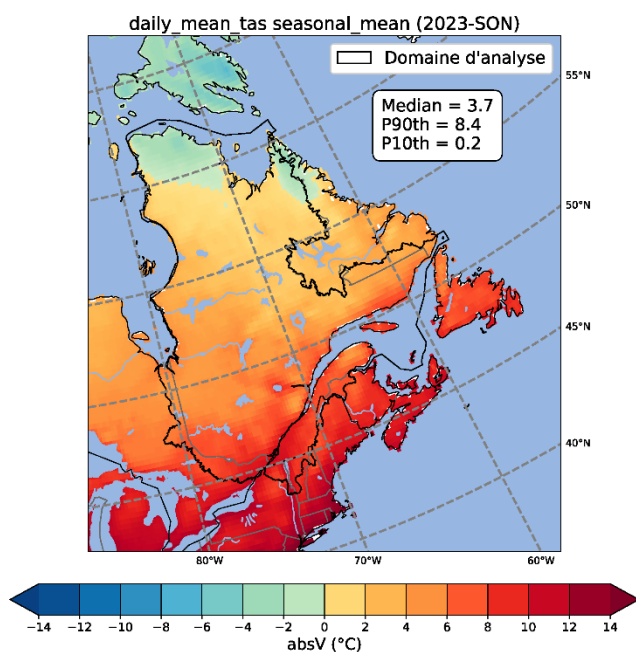 daily_mean_tas seasonal_mean (2023-SON)
Domaine d'analyse
Median = 3.7
P90th = 8.4
P10th = 0.2
55°N
50°N
45°N
40°N
80°W 70°W 60°W
−14 −12 −10 −8 −6 −4 −2 0 2 4 6 8 10 12 14
absV (°C)